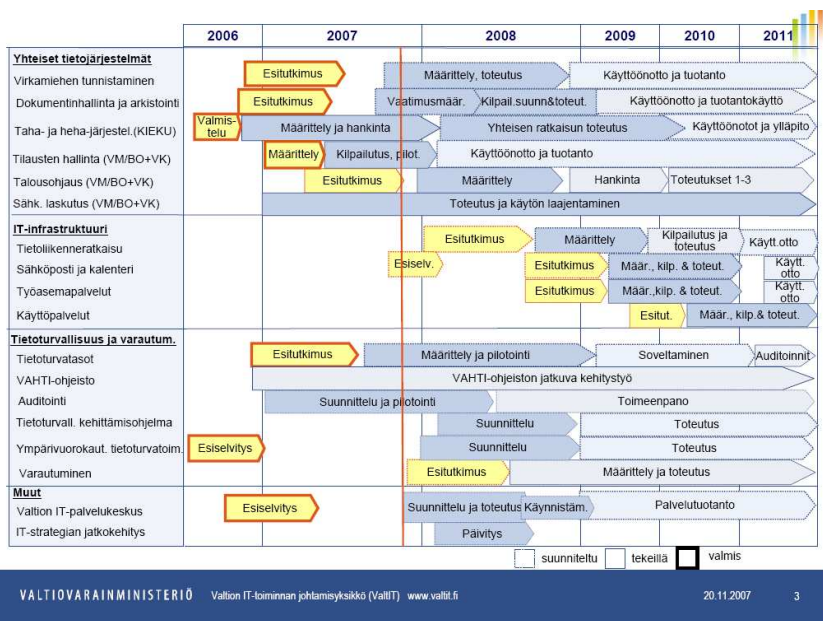 2006 2007 2008 2009 2010 2011
Yhteiset tietojärjestelmät
Virkamiehen tunnistaminen Esitutkimus Määrittely, toteutus Käyttöönotto ja tuotanto
Dokumentinhallinta ja arkistointi Esitutkimus Vaatimusmäär. Kilpail.suunn&toteut. Käyttöönotto ja tuotantokäyttö
Taha- ja heha-järjestel.(KIEKU) Valmis-
telu Määrittely ja hankinta Yhteisen ratkaisun toteutus Käyttöönotot ja ylläpito
Tilausten hallinta (VM/BO+VK) Määrittely Kilpailutus, pilot. Käyttöönotto ja tuotanto
Talousohjaus (VM/BO+VK) Esitutkimus Määrittely Hankinta Toteutukset 1-3
Sähk. laskutus (VM/BO+VK) Toteutus ja käytön laajentaminen
IT-infrastruktuuri
Tietoliikenneratkaisu Esitutkimus Määrittely Kilpailutus ja
toteutus Käytt.otto
Sähköposti ja kalenteri Esiselv. Esitutkimus Määr., kilp. & toteut. Käytt.
otto
Työasemapalvelut Esitutkimus Määr.,kilp. & toteut. Käytt.
otto
Käyttöpalvelut Esitut. Määr., kilp.& toteut.
Tietoturvallisuus ja varautum.
Tietoturvatasot Esitutkimus Määrittely ja pilotointi Soveltaminen Auditoinnit
VAHTI-ohjeisto VAHTI-ohjeiston jatkuva kehitystyö
Auditointi Suunnittelu ja pilotointi Toimeenpano
Tietoturvall. kehittämisohjelma Suunnittelu Toteutus
Ympärivuorokaut. tietoturvatoim. Esiselvitys Suunnittelu Toteutus
Varautuminen Esitutkimus Määrittely ja toteutus
Muut
Valtion IT-palvelukeskus Esiselvitys Suunnittelu ja toteutus Käynnistäm. Palvelutuotanto
IT-strategian jatkokehitys Päivitys
suunniteltu tekeillä valmis
VALTIOVARAINMINISTERIÖ Valtion IT-toiminnan johtamisyksikkö (ValtIT) www.valtit.fi 20.11.2007 3